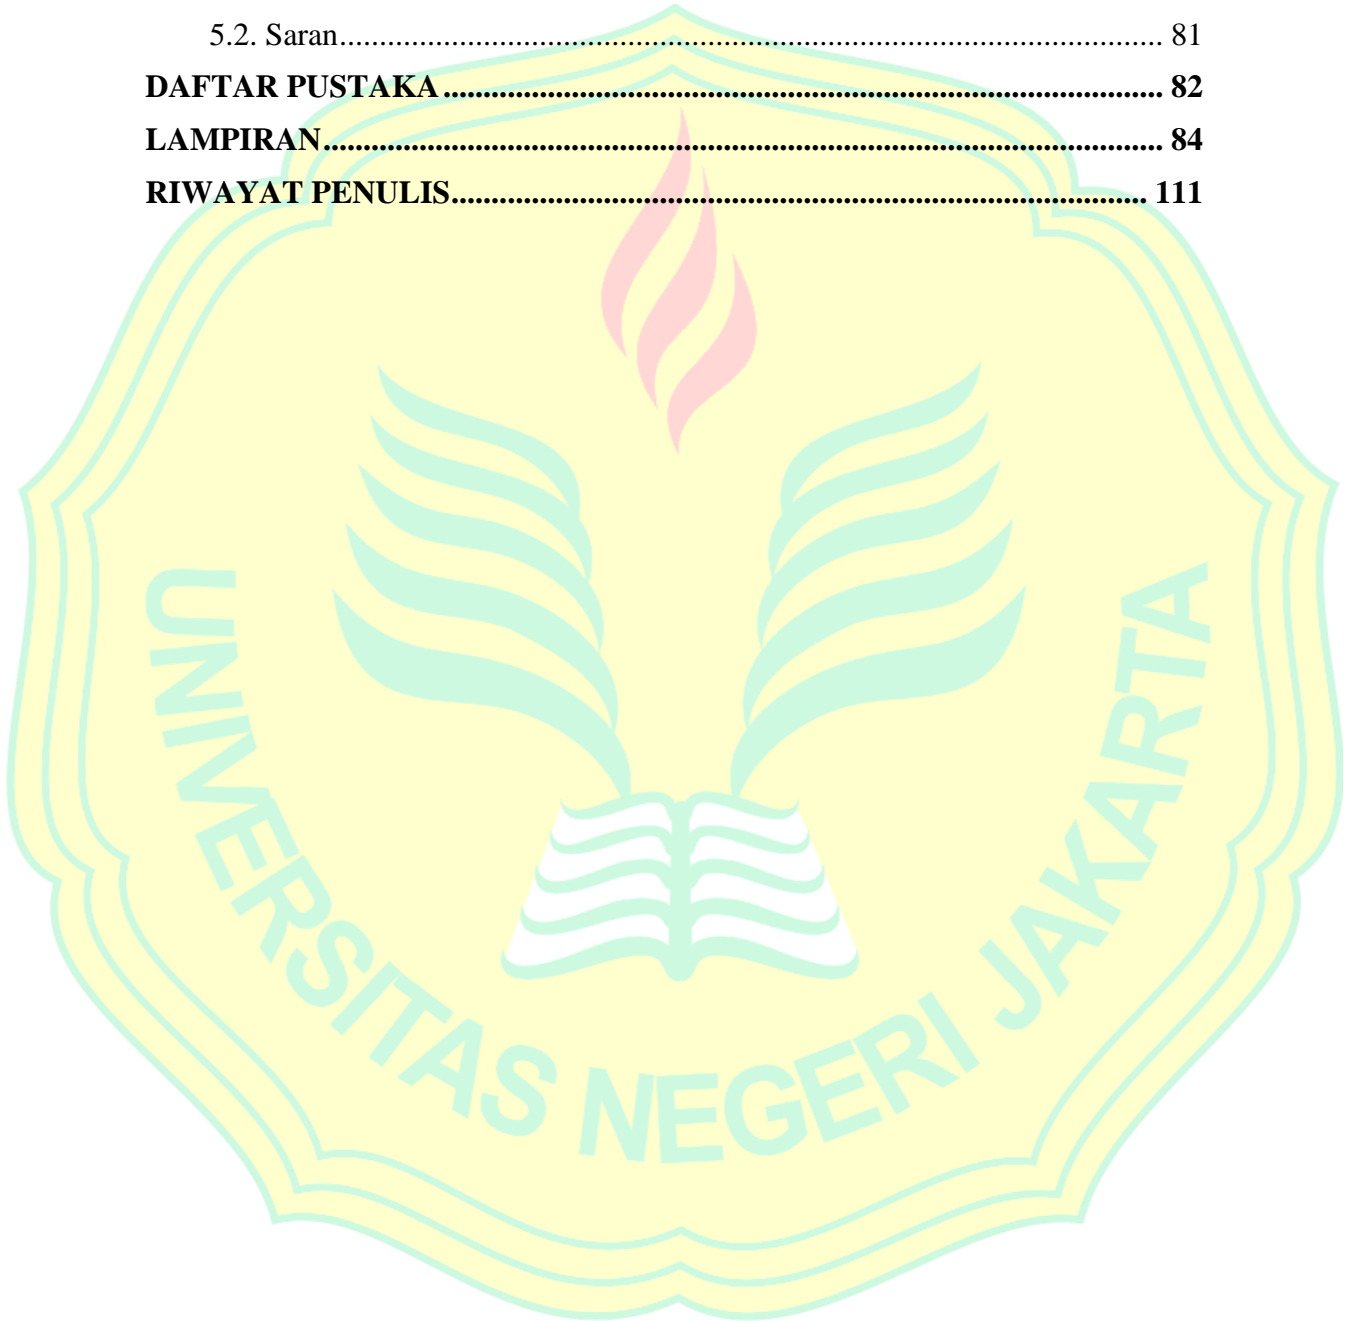 5.2. Saran....................................................................................................... 81
DAFTAR PUSTAKA.......................................................................................... 82
LAMPIRAN......................................................................................................... 84
RIWAYAT PENULIS....................................................................................... 111
UNIVERSITAS NEGERI JAKARTA